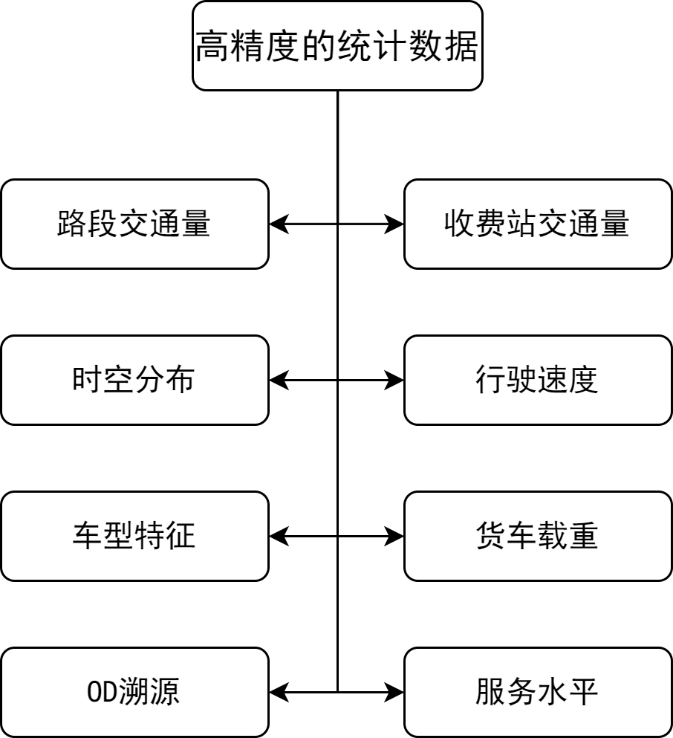 高精度的统计数据
路段交通量
收费站交通量
时空分布
行驶速度
车型特征
货车载重
OD溯源
服务水平